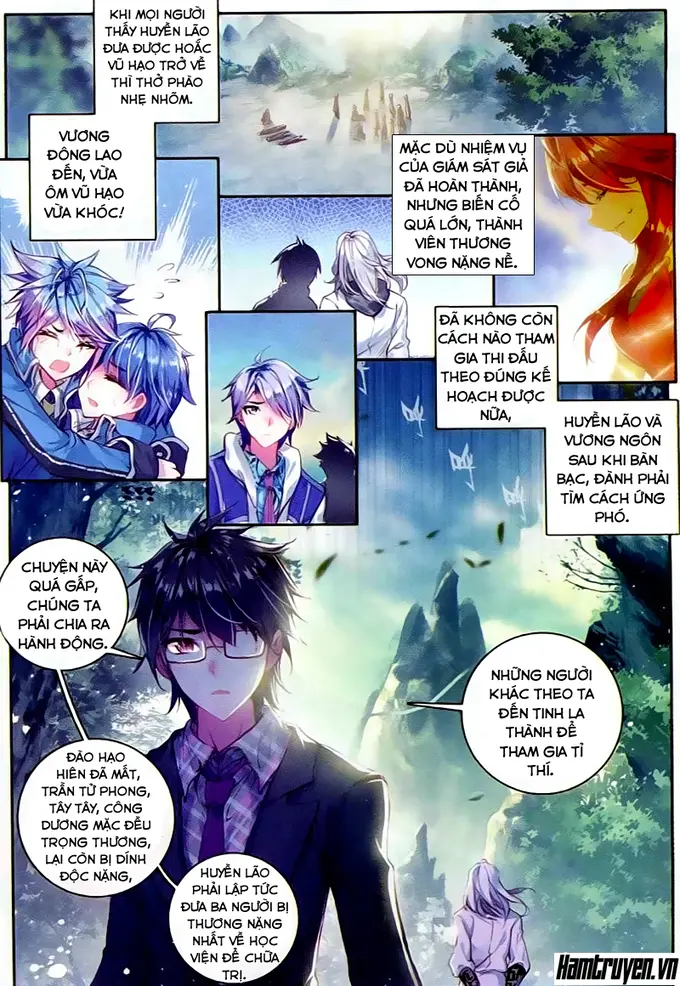 KHI MỌI NGƯỜI
THẤY HUYỀN LÃO
ĐƯA ĐƯỢC HOẮC
VŨ HẠO TRỞ VỀ
THÌ THỞ PHÀO
NHẸ NHÕM.
VƯƠNG
ĐÔNG LAO
ĐẾN, VỪA
ÔM VŨ HẠO
VỪA KHÓC!
MẶC DÙ NHIỆM VỤ
CỦA GIÁM SÁT GIẢ
ĐÃ HOÀN THÀNH,
NHƯNG BIẾN CỐ
QUÁ LỚN, THÀNH
VIÊN THƯƠNG
VONG NẶNG NỀ.
ĐÃ KHÔNG CÒN
CÁCH NÀO THAM
GIA THI ĐẤU
THEO ĐÚNG KẾ
HOẠCH ĐƯỢC
NỮA,
HUYỀN LÃO VÀ
VƯƠNG NGÔN
SAU KHI BÀN
BẠC, ĐÀNH PHẢI
TÌM CÁCH ỨNG
PHÓ.
CHUYỆN NÀY
QUÁ GẤP,
CHÚNG TA
PHẢI CHIA RA
HÀNH ĐỘNG.
NHỮNG NGƯỜI
KHÁC THEO TA
ĐẾN TINH LA
THÀNH ĐỂ
THAM GIA TỈ
THÍ.
ĐÀO HẠO
HIÊN ĐÃ MẤT,
TRẦN TỬ PHONG,
TÂY TÂY, CÔNG
DƯƠNG MẶC ĐỀU
TRỌNG THƯƠNG,
LẠI CÒN BỊ DÍNH
ĐỘC NẶNG,
HUYỀN LÃO
PHẢI LẬP TỨC
ĐƯA BA NGƯỜI BỊ
THƯƠNG NẶNG
NHẤT VỀ HỌC
VIỆN ĐỂ CHỮA
TRỊ.
Hamtruyen.vn